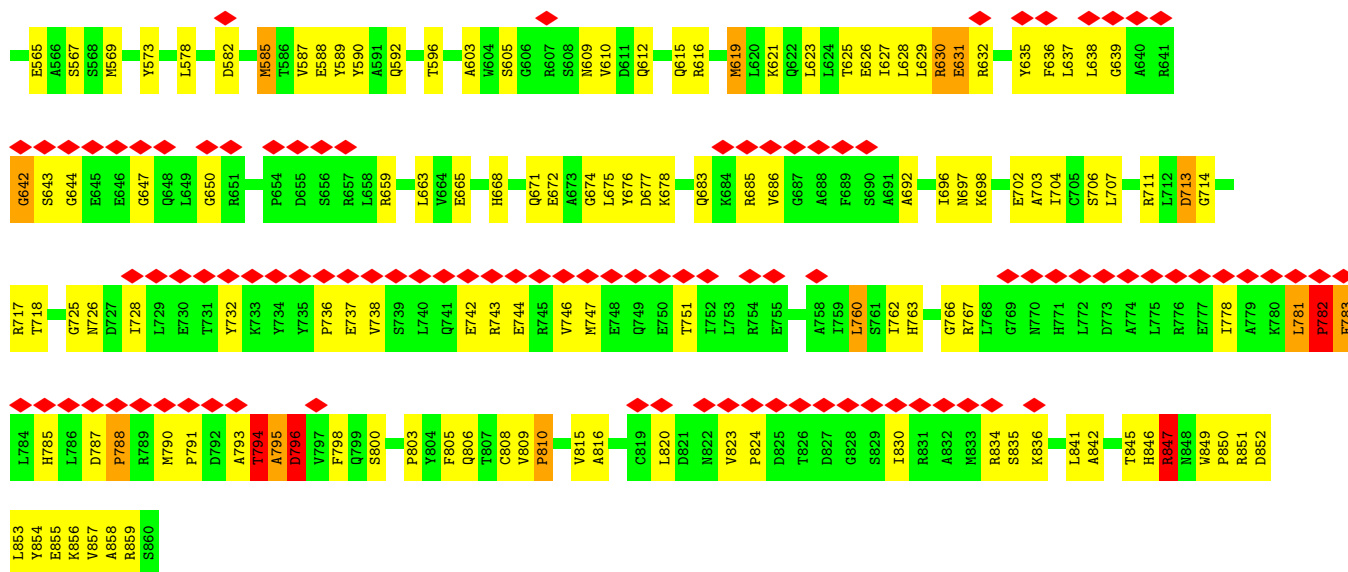 E565 A566 S567 S568 M569 Y573 L578 D582 M585 T586 V587 E588 Y589 Y590 A591 Q592 T596 A603 W604 S605 G606 R607 S608 N609 V610 D611 Q612 Q615 R616 M619 L620 K621 Q622 L623 L624 T625 E626 I627 L628 L629 R630 E631 R632 Y635 F636 L637 L638 G639 A640 R641
G642 S643 G644 E645 E646 G647 Q648 L649 G650 R651 P654 D655 S656 R657 L658 R659 L663 V664 E665 H668 Q671 E672 A673 G674 L675 Y676 D677 K678 Q683 K684 R685 V686 G687 A688 F689 S690 A691 A692 I696 N697 K698 E702 A703 I704 C705 S706 L707 R711 L712 D713 G714
R717 T718 G725 N726 D727 I728 L729 E730 T731 Y732 K733 Y734 Y735 P736 E737 V738 S739 L740 Q741 E742 R743 E744 R745 V746 M747 E748 Q749 E750 T751 I752 L753 R754 E755 A758 I759 L760 S761 I762 H763 G766 R767 L768 G769 N770 H771 L772 D773 A774 L775 R776 E777 I778 A779 K780 L781 P782 E783
L784 H785 L786 D787 P788 R789 M790 P791 D792 A793 T794 A795 D796 V797 F798 Q799 S800 P803 Y804 F805 Q806 T807 C808 V809 P810 V815 A816 C819 L820 D821 N822 V823 P824 D825 T826 D827 G828 S829 I830 R831 A832 M833 R834 S835 K836 L841 A842 T845 H846 R847 N848 W849 P850 R851 D852
L853 Y854 E855 K856 V857 A858 R859 S860